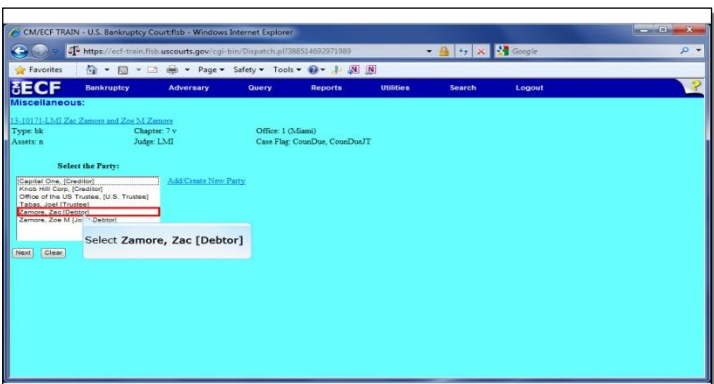 CM/ECF TRAIN - U.S. Bankruptcy Court:flsb - Windows Internet Explorer
https://ecf-train.flsb.uscourts.gov/cgi-bin/Dispatch.pl?388514692971989
Google
Favorites Page Safety Tools
ECF Bankruptcy Adversary Query Reports Utilities Search Logout ?
Miscellaneous:
13-10171-LMI Zac Zamore and Zoe M Zamore
Type: bk Chapter: 7 v Office: 1 (Miami)
Assets: n Judge: LMI Case Flag: CounDue, CounDueJT
Select the Party:
Capital One, [Creditor] Add/Create New Party
Knob Hill Corp, [Creditor]
Office of the US Trustee, [U.S. Trustee]
Tabas, Joel [Trustee]
Zamore, Zac [Debtor]
Zamore, Zoe M Debtor]
Select Zamore, Zac [Debtor]
Next Clear